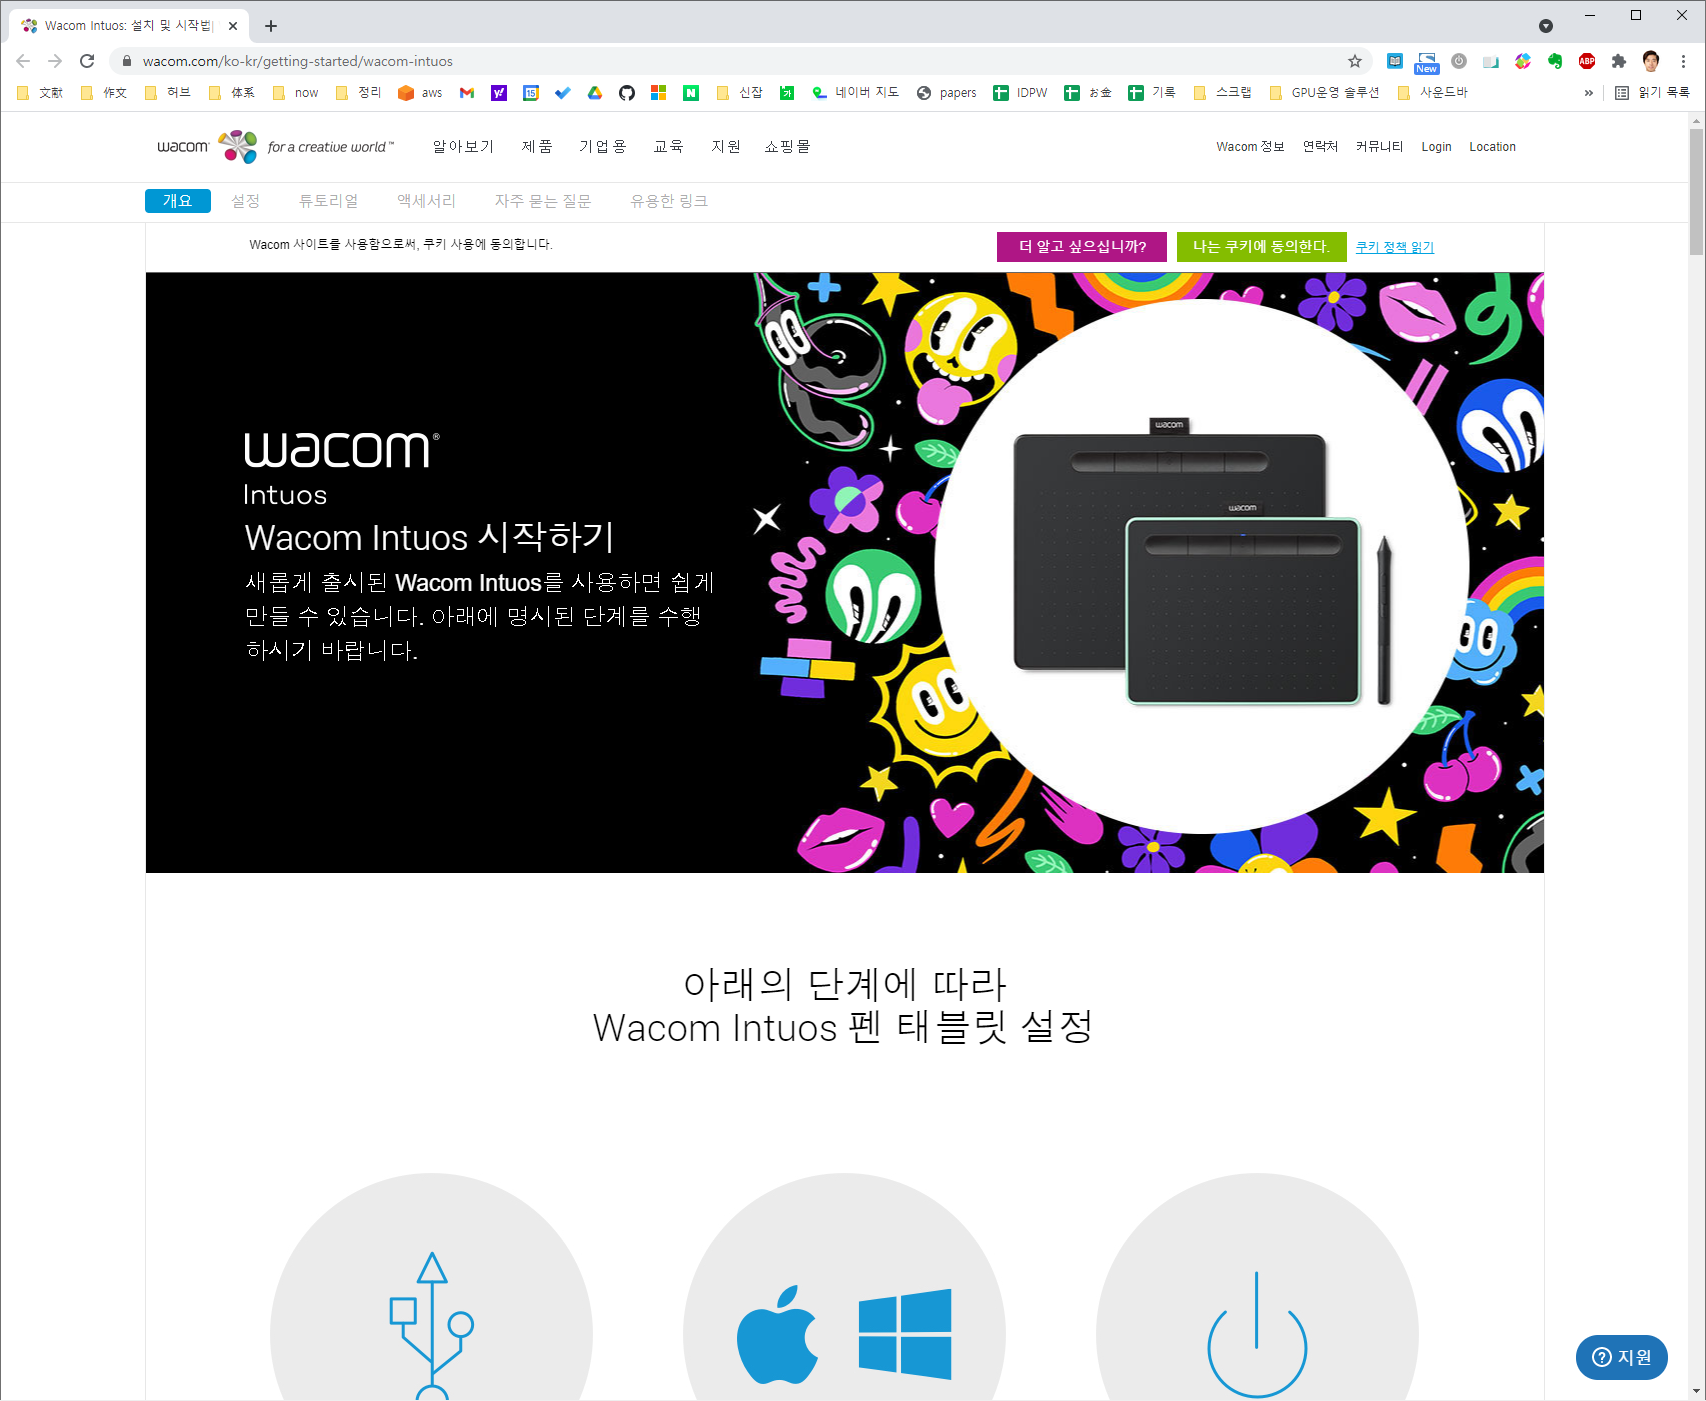 Wacom Intuos: 설치 및 시작법
wacom.com/ko-kr/getting-started/wacom-intuos
New
ABP
文献 作文 허브 体系 now 정리 aws 15 N 신잡 가 네이버 지도 papers IDPW お金 기록 스크랩 GPU운영 솔루션 사운드바 » 읽기 목록
wacom® for a creative world™ 알아보기 제품 기업용 교육 지원 쇼핑몰 Wacom 정보 연락처 커뮤니티 Login Location
개요 설정 튜토리얼 액세서리 자주 묻는 질문 유용한 링크
Wacom 사이트를 사용함으로써, 쿠키 사용에 동의합니다. 더 알고 싶으십니까? 나는 쿠키에 동의한다. 쿠키 정책 읽기
wacom®
Intuos
Wacom Intuos 시작하기
새롭게 출시된 Wacom Intuos를 사용하면 쉽게
만들 수 있습니다. 아래에 명시된 단계를 수행
하시기 바랍니다.
wacom
wacom
아래의 단계에 따라
Wacom Intuos 펜 태블릿 설정
지원